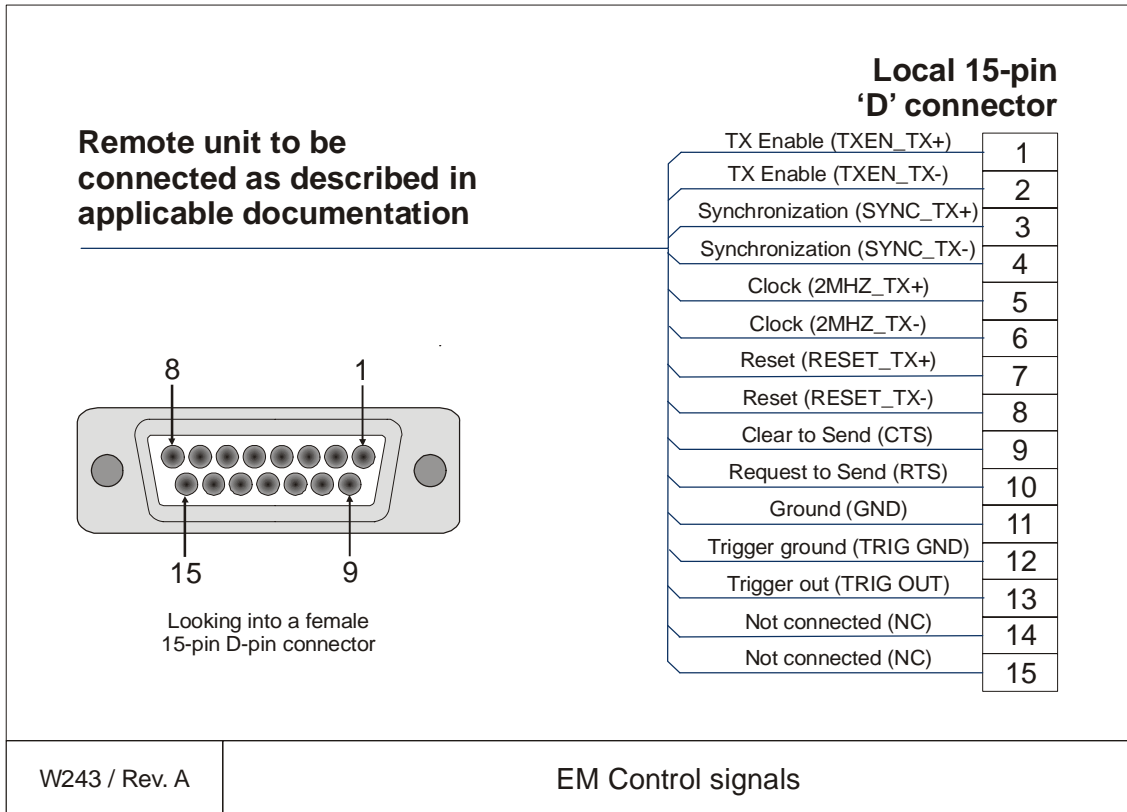 Local 15-pin
‘D’ connector
Remote unit to be
connected as described in
applicable documentation
TX Enable (TXEN_TX+)
1
TX Enable (TXEN_TX-)
2
Synchronization (SYNC_TX+)
3
Synchronization (SYNC_TX-)
4
Clock (2MHZ_TX+)
5
Clock (2MHZ_TX-)
6
Reset (RESET_TX+)
7
Reset (RESET_TX-)
8
Clear to Send (CTS)
9
Request to Send (RTS)
10
Ground (GND)
11
Trigger ground (TRIG GND)
12
Trigger out (TRIG OUT)
13
Not connected (NC)
14
Not connected (NC)
15
8 1
15 9
Looking into a female
15-pin D-pin connector
W243 / Rev. A
EM Control signals